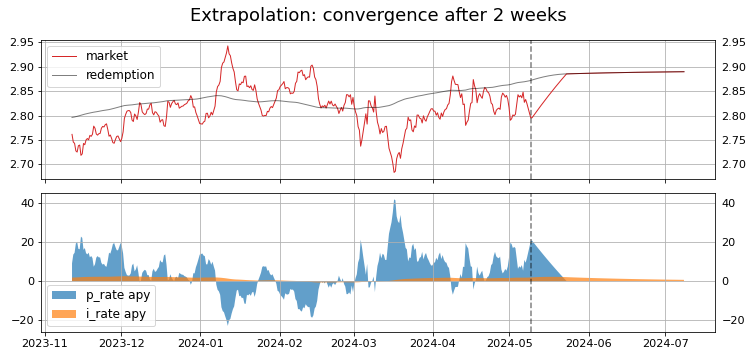 Extrapolation: convergence after 2 weeks
2.95 2.95
market
2.90 2.90
redemption
2.85 2.85
2.80 2.80
2.75 2.75
2.70 2.70
40 40
20 20
0 0
p_rate apy
i_rate apy
−20 −20
2023-11 2023-12 2024-01 2024-02 2024-03 2024-04 2024-05 2024-06 2024-07